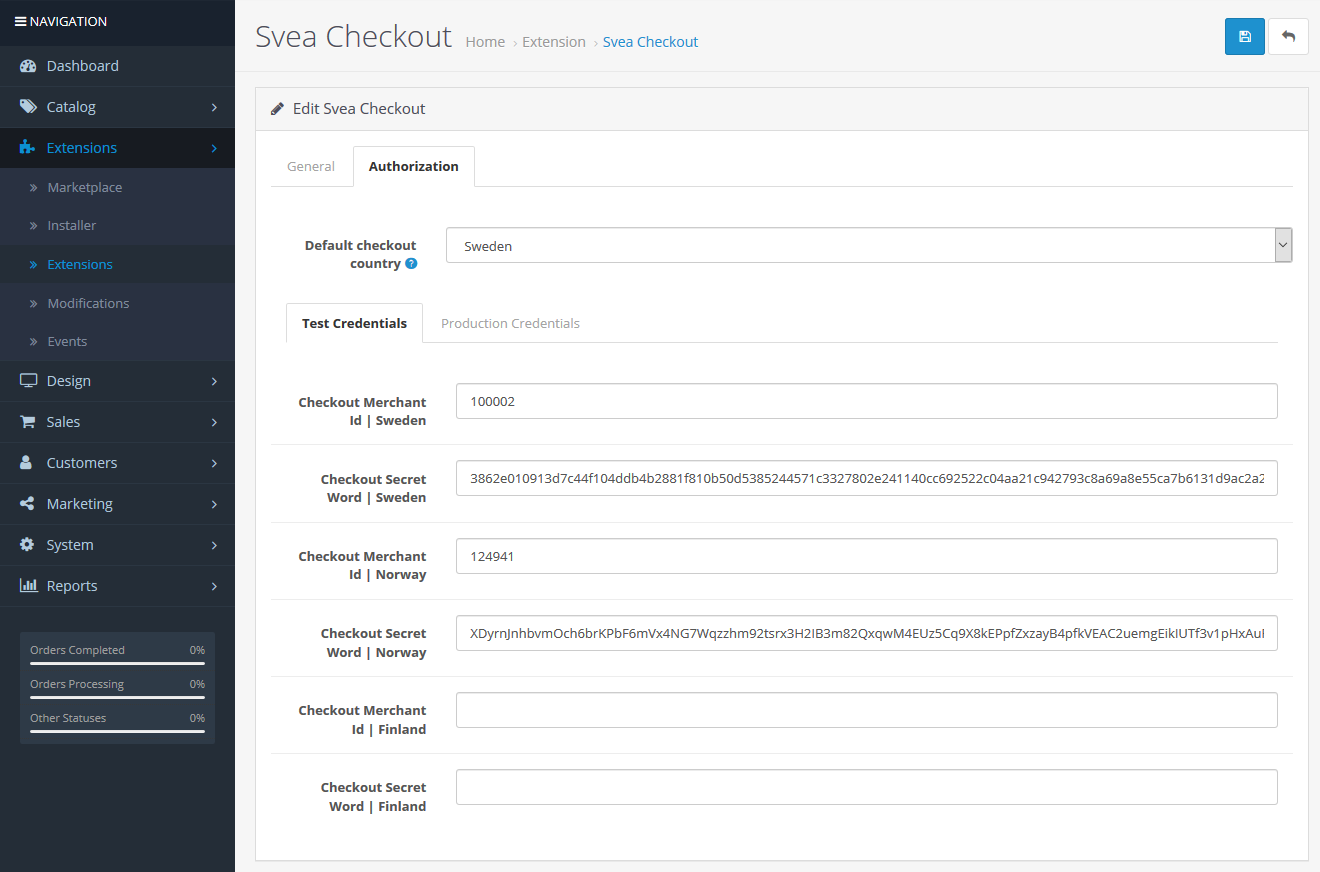 NAVIGATION
Dashboard
Catalog
Extensions
Marketplace
Installer
Extensions
Modifications
Events
Design
Sales
Customers
Marketing
System
Reports
Orders Completed 0%
Orders Processing 0%
Other Statuses 0%
Svea Checkout Home › Extension › Svea Checkout
Edit Svea Checkout
General Authorization
Default checkout
country
Sweden
Test Credentials Production Credentials
Checkout Merchant
Id | Sweden
100002
Checkout Secret
Word | Sweden
3862e010913d7c44f104ddb4b2881f810b50d5385244571c3327802e241140cc692522c04aa21c942793c8a69a8e55ca7b6131d9ac2a2
Checkout Merchant
Id | Norway
124941
Checkout Secret
Word | Norway
XDyrnJnhbvmOch6brKPbF6mVx4NG7Wqzzhm92tsrx3H2IB3m82QxqwM4EUz5Cq9X8kEPpfZxzayB4pfkVEAC2uemgEikIUTf3v1pHxAul
Checkout Merchant
Id | Finland
Checkout Secret
Word | Finland